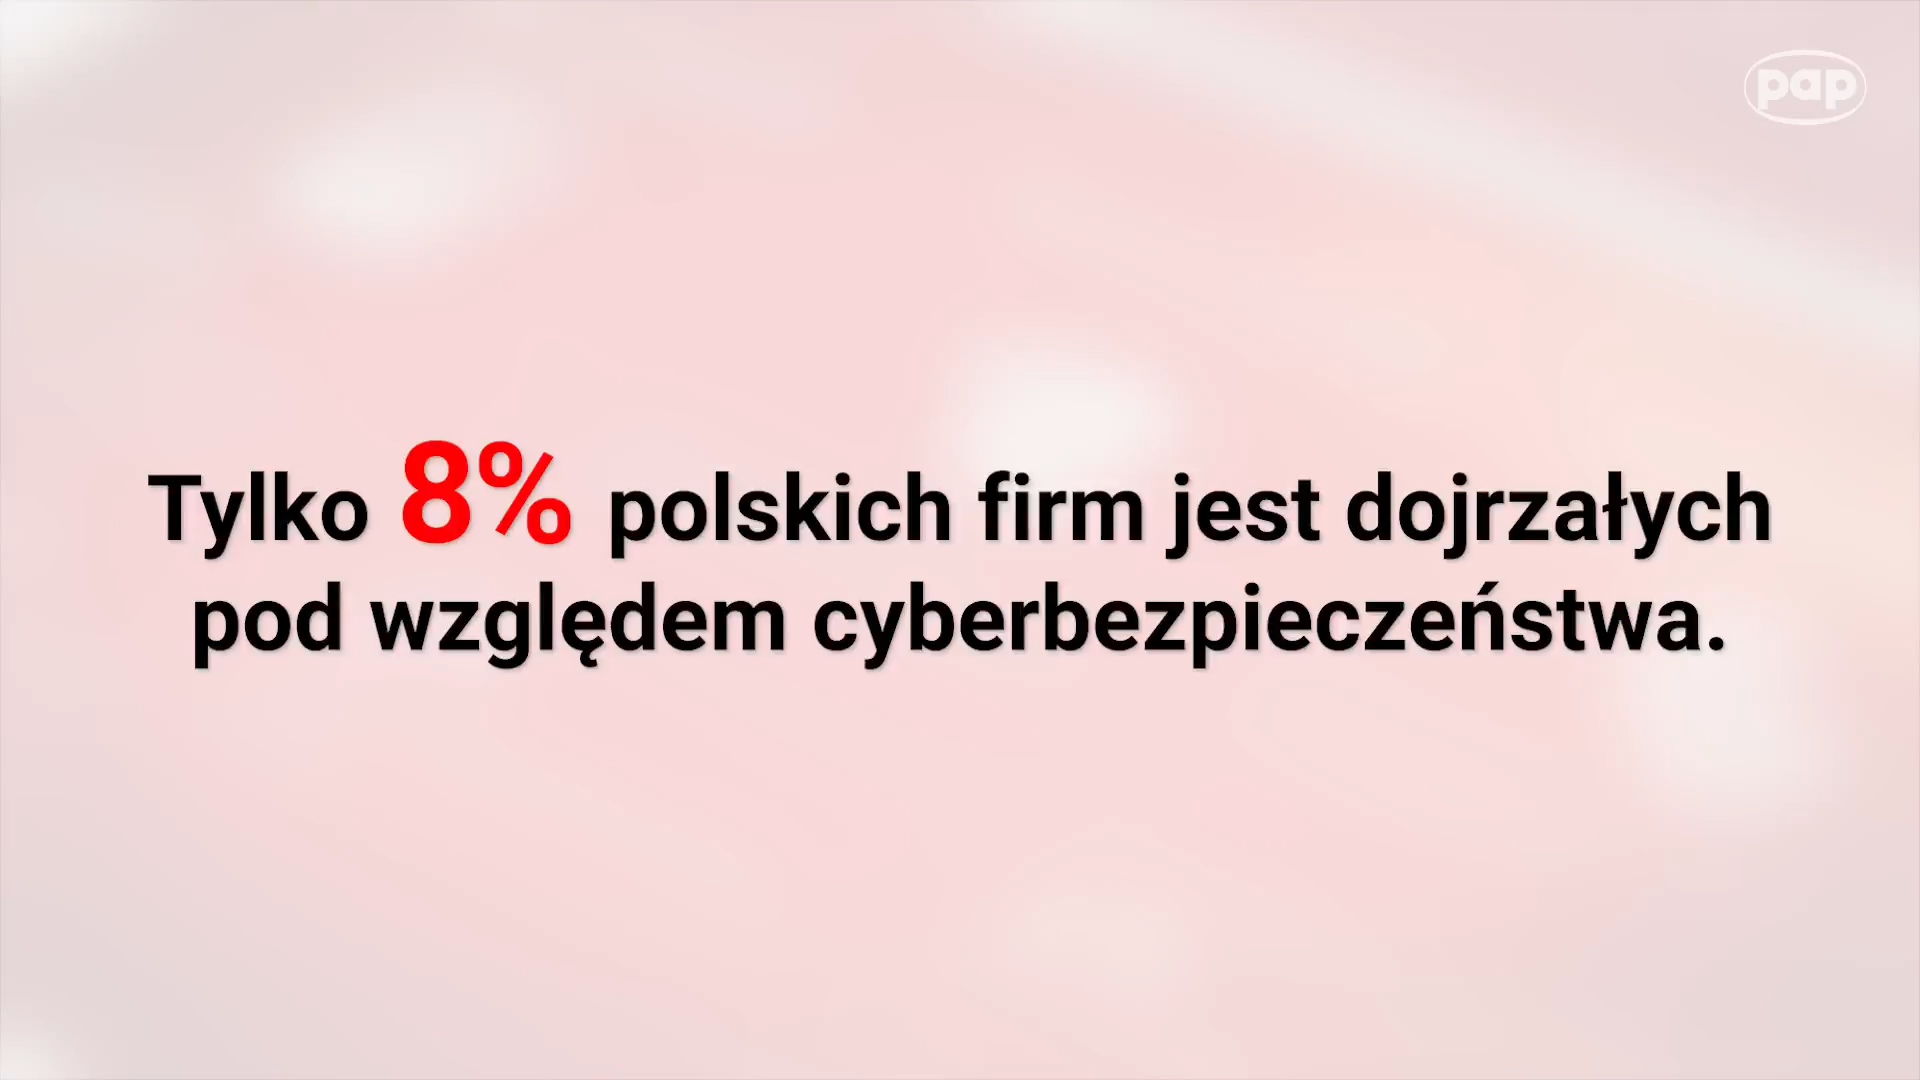 pap
Tylko 8% polskich firm jest dojrzałych
pod względem cyberbezpieczeństwa.